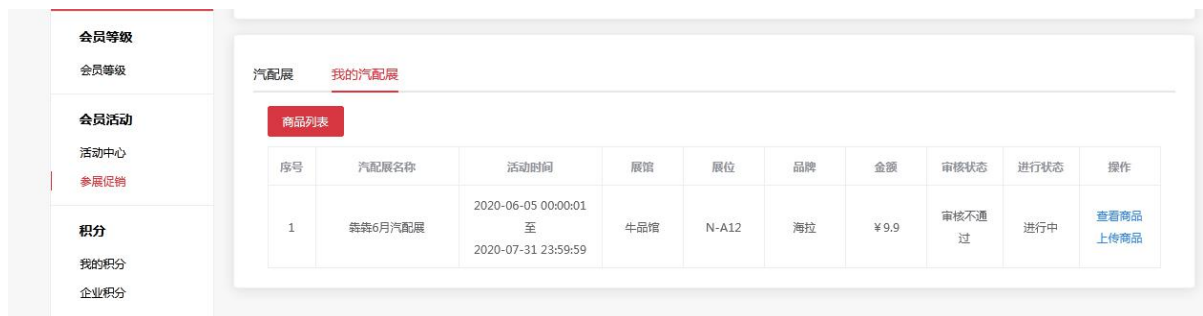 会员等级
会员等级
会员活动
活动中心
参展促销
积分
我的积分
企业积分
汽配展 我的汽配展
商品列表
序号 汽配展名称 活动时间 展馆 展位 品牌 金额 审核状态 进行状态 操作
1 犇犇6月汽配展 2020-06-05 00:00:01 至 2020-07-31 23:59:59 牛品馆 N-A12 海拉 ¥9.9 审核不通过 进行中 查看商品 上传商品